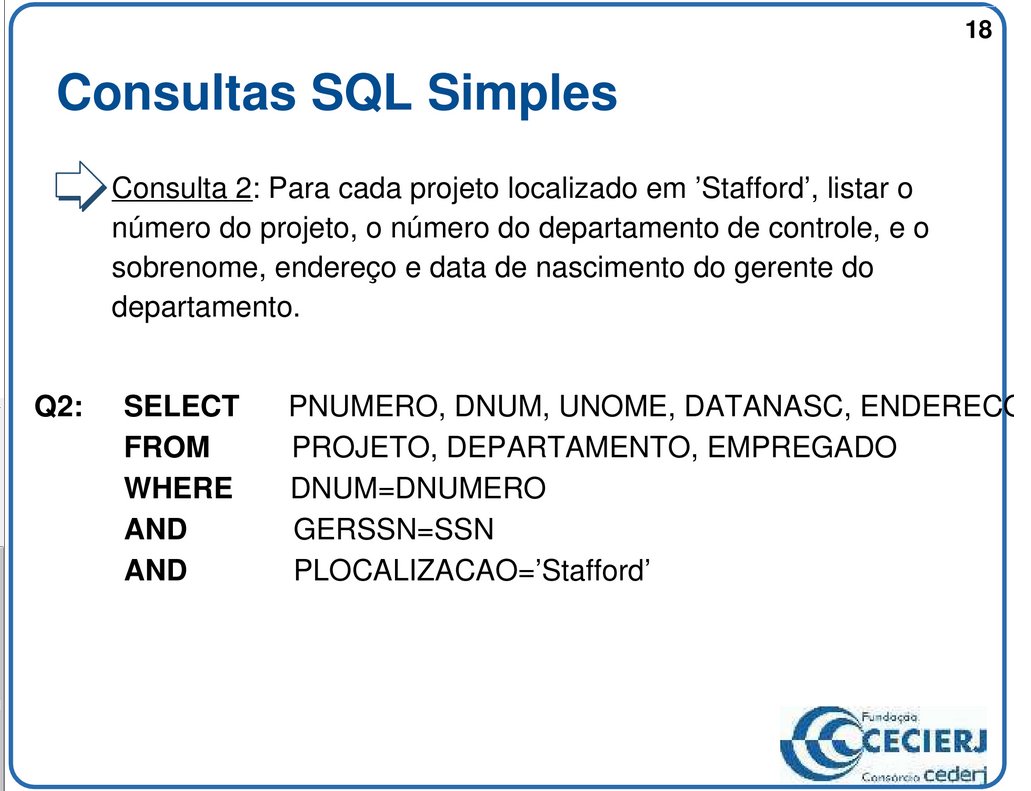 18
Consultas SQL Simples
Consulta 2: Para cada projeto localizado em ’Stafford’, listar o
número do projeto, o número do departamento de controle, e o
sobrenome, endereço e data de nascimento do gerente do
departamento.
Q2: SELECT PNUMERO, DNUM, UNOME, DATANASC, ENDERECO
FROM PROJETO, DEPARTAMENTO, EMPREGADO
WHERE DNUM=DNUMERO
AND GERSSN=SSN
AND PLOCALIZACAO=’Stafford’
Fundação
CECIERJ
Consórcio cederj